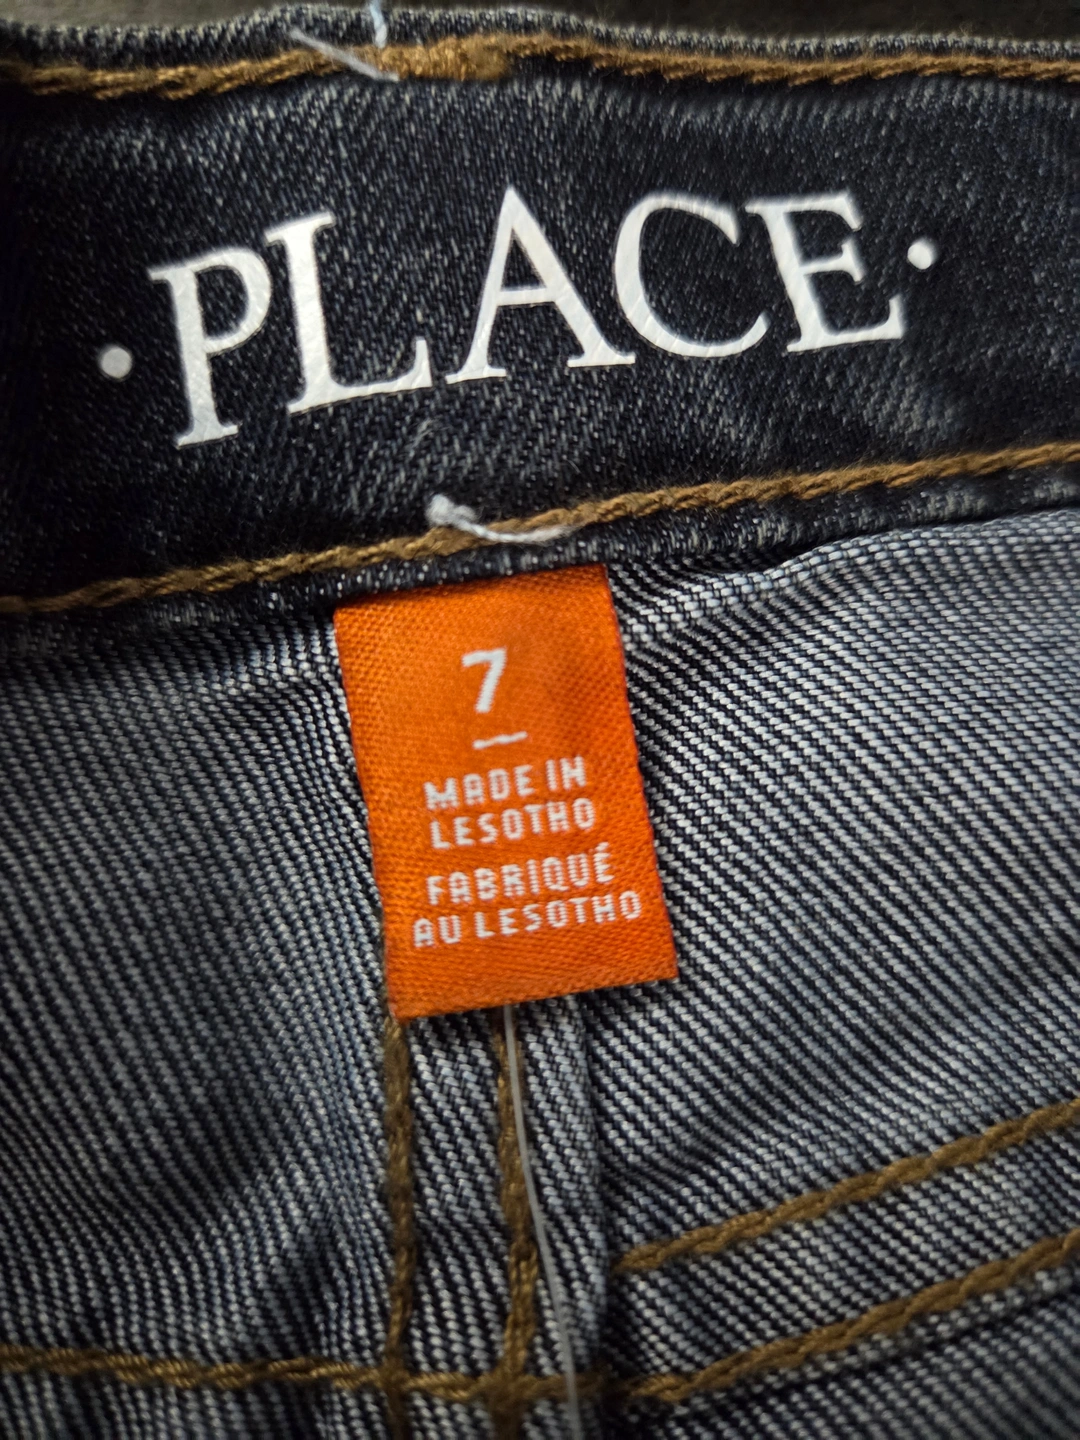 ·PLACE·
7
MADE IN
LESOTHO
FABRIQUÉ
AU LESOTHO